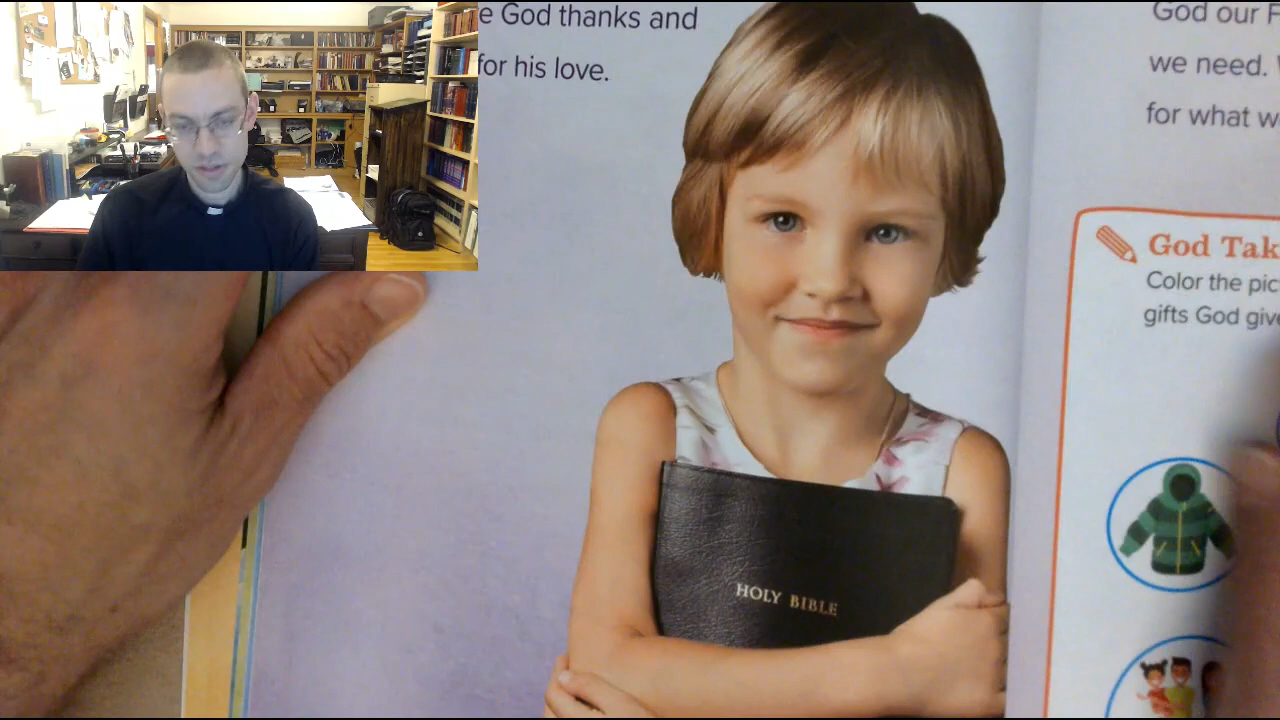 e God thanks and
for his love.
HOLY BIBLE
God our F
we need.
for what w
God Tak
Color the pic
gifts God give